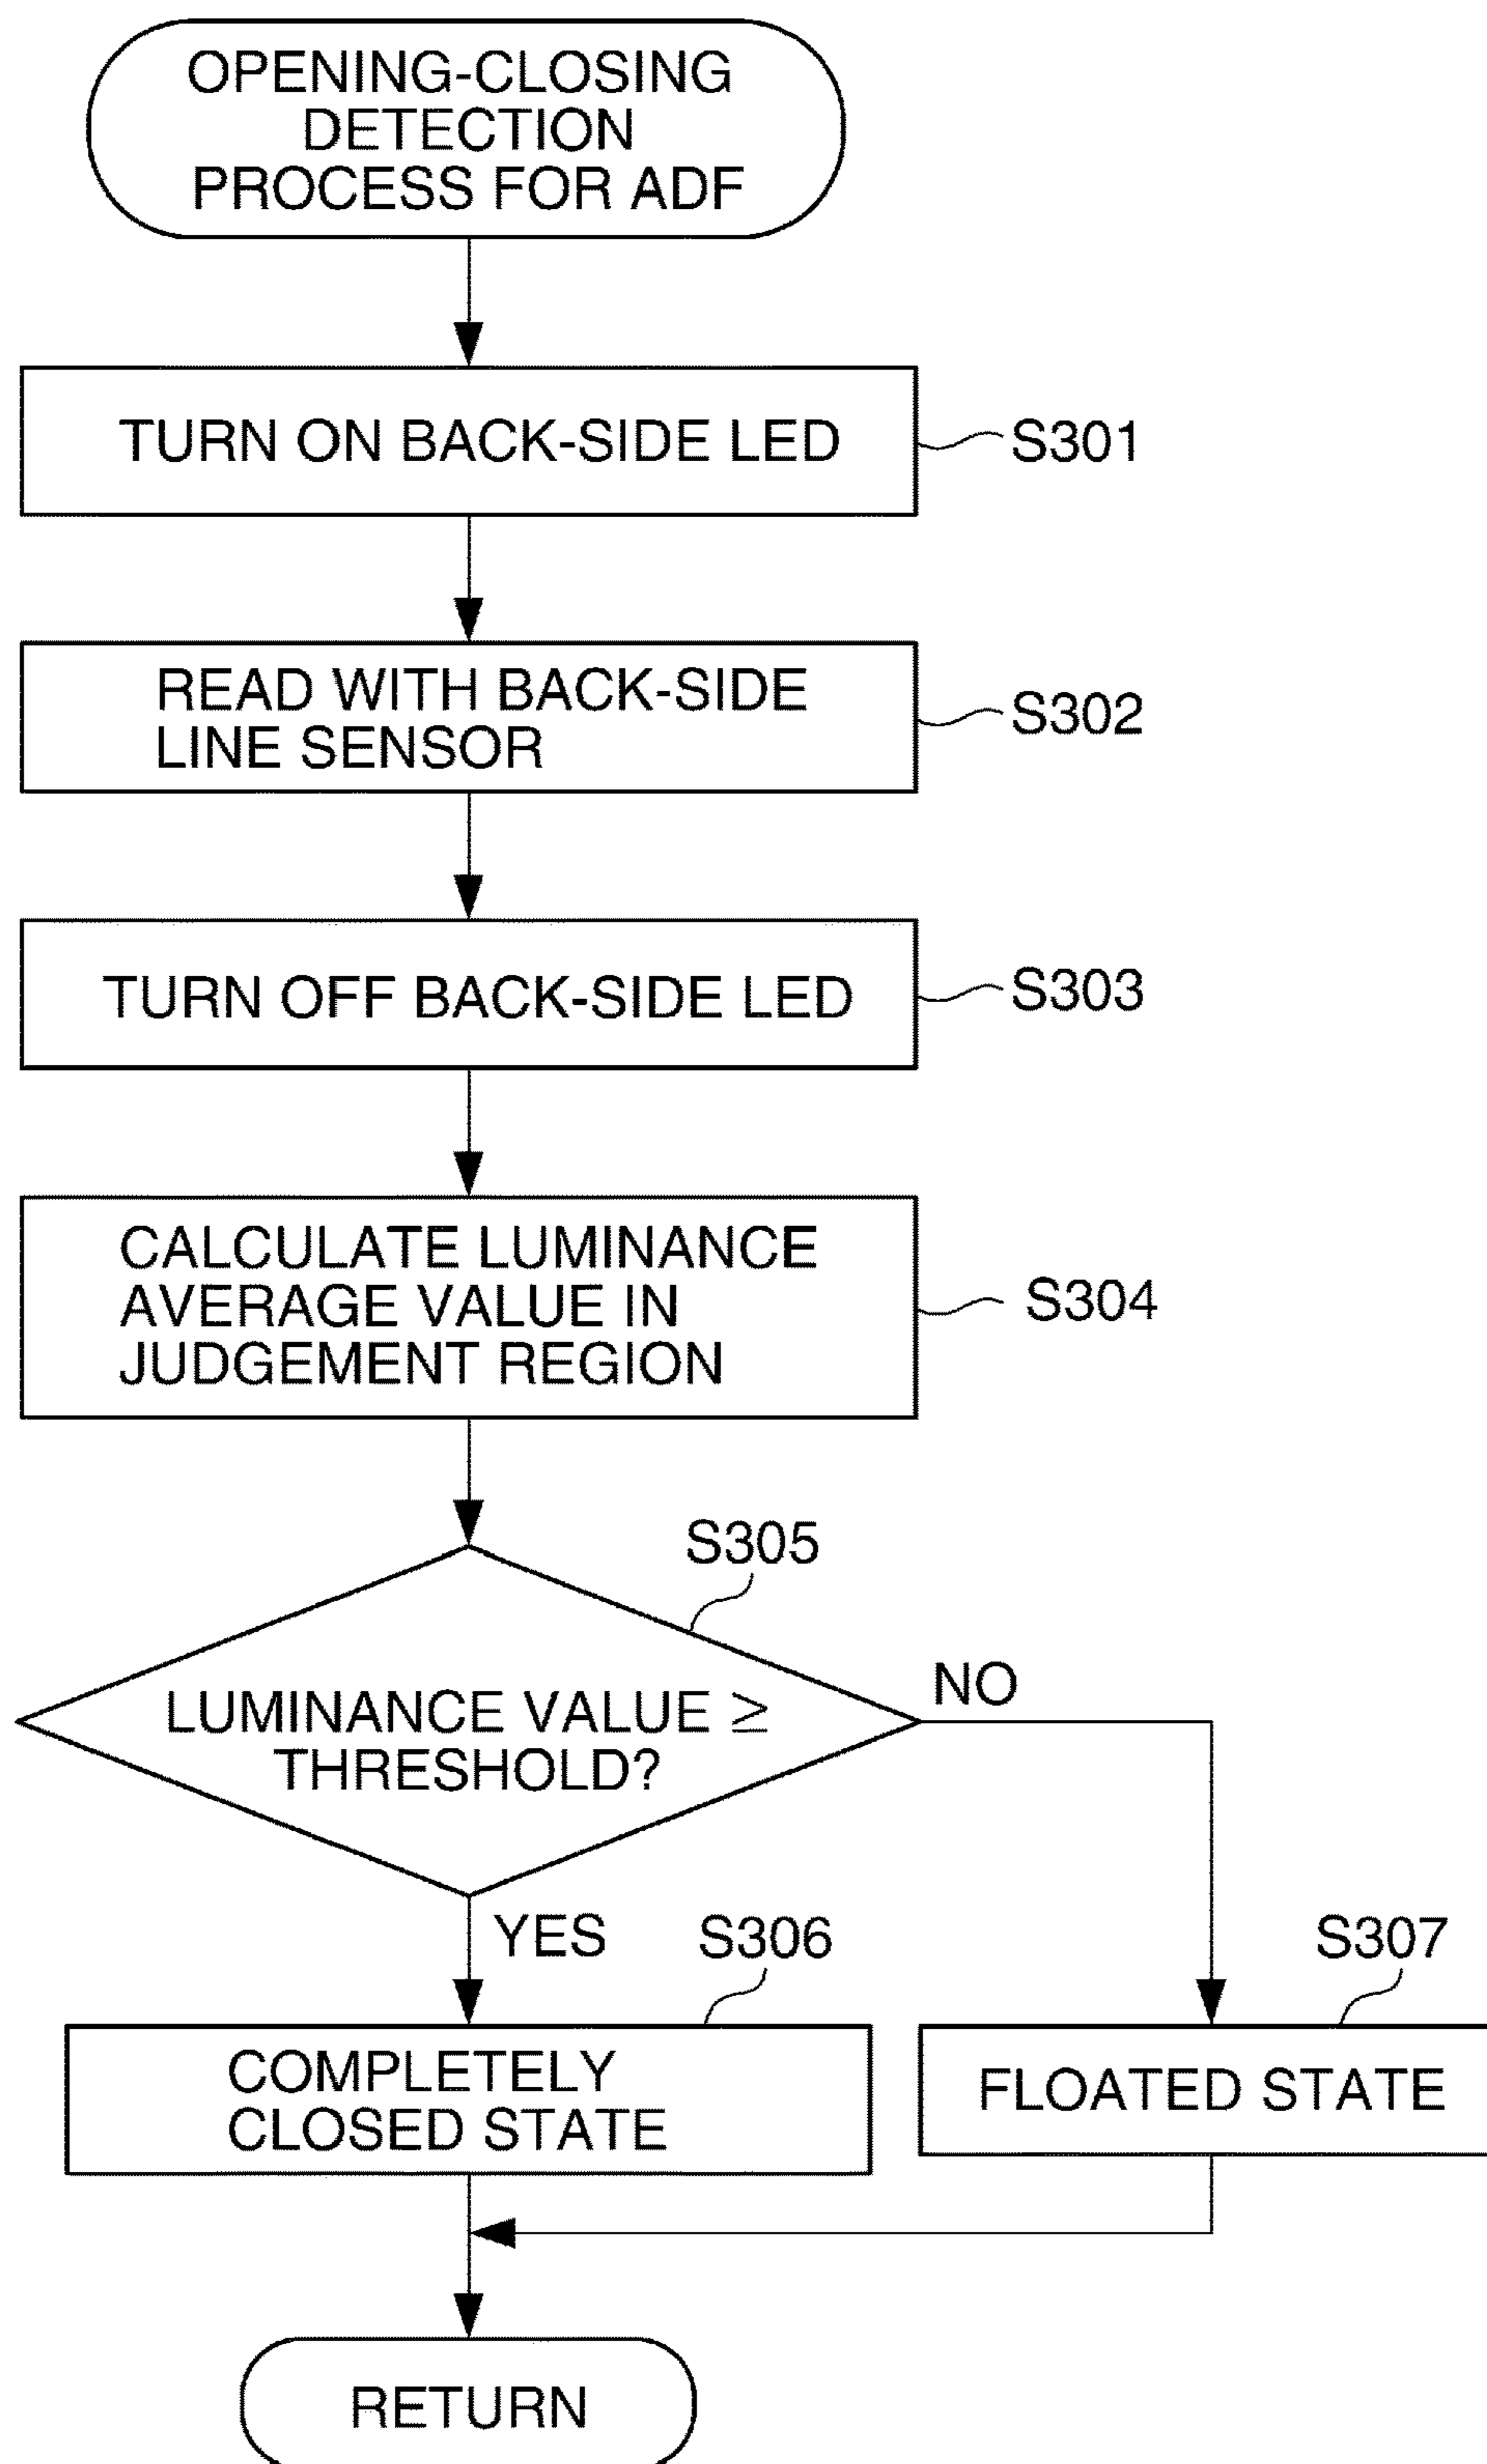 OPENING-CLOSING
DETECTION
PROCESS FOR ADF
TURN ON BACK-SIDE LED
S301
READ WITH BACK-SIDE
LINE SENSOR
S302
TURN OFF BACK-SIDE LED
S303
CALCULATE LUMINANCE
AVERAGE VALUE IN
JUDGEMENT REGION
S304
S305
LUMINANCE VALUE ≥
THRESHOLD?
NO
YES
S306
S307
COMPLETELY
CLOSED STATE
FLOATED STATE
RETURN